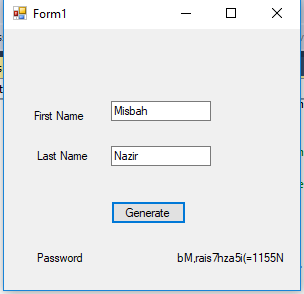 Form1
First Name Misbah
Last Name Nazir
Generate
Password bM,rais7hza5i(=1155N